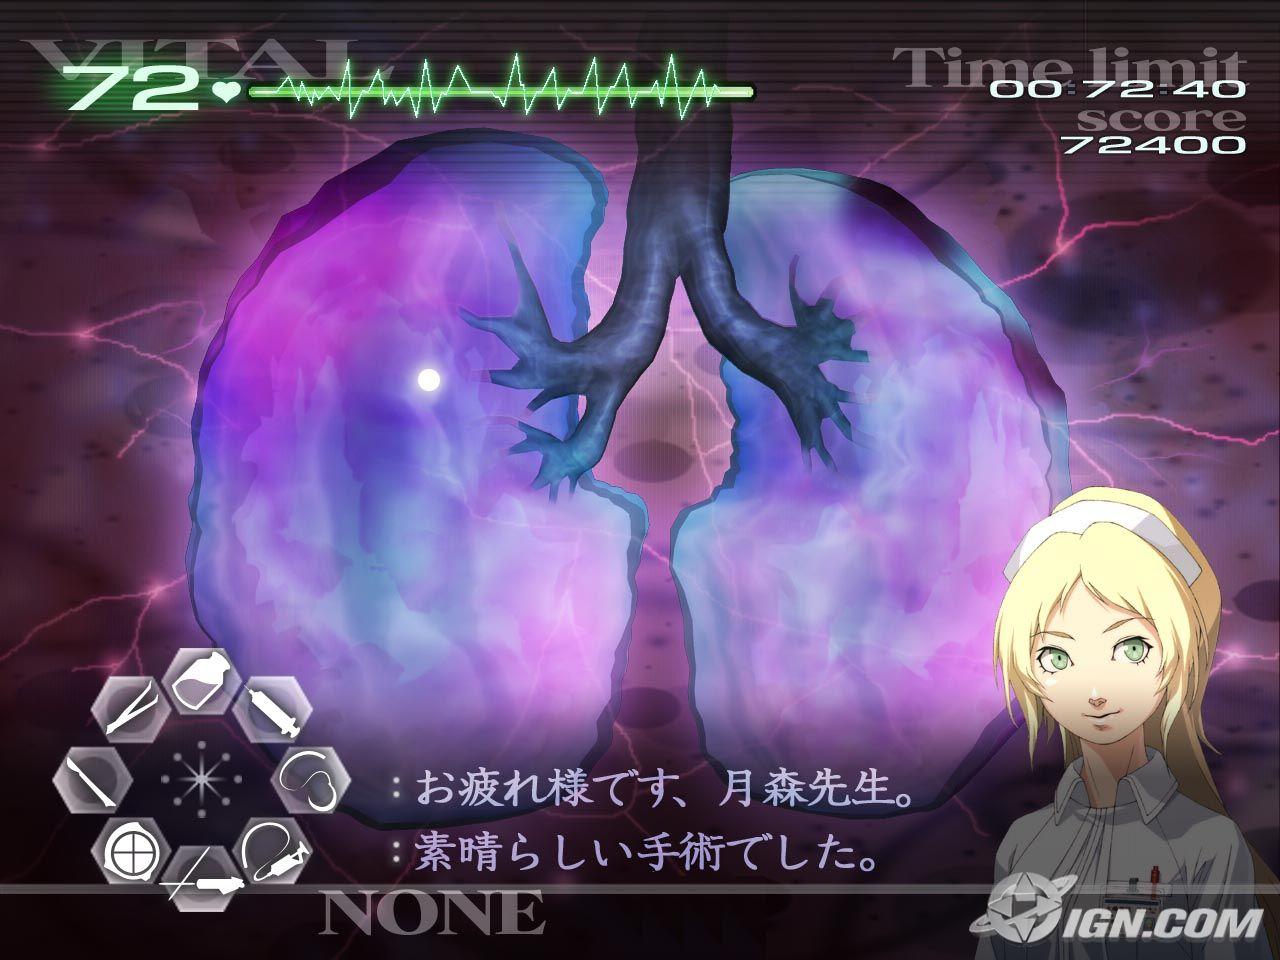 VITAL
72
Time limit
00:72:40
score
72400
：お疲れ様です、月森先生。
：素晴らしい手術でした。
NONE
IGN.COM